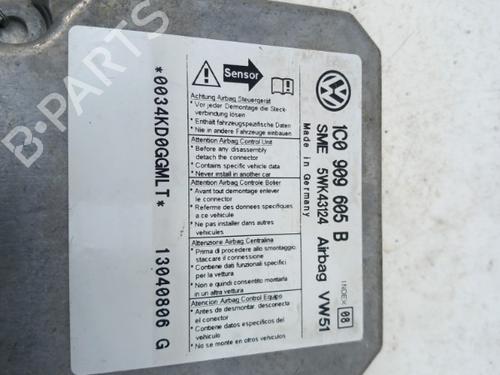 Sensor
Achtung Airbag Steuergerät
• Vor jeder Demontage die Steck-
verbindung lösen
• Enthält fahrzeugspezifische Daten
• Nie in andere Fahrzeuge einbauen
Attention Airbag Control Unit
• Before any disassembly
detach the connector
• Contains specific vehicle data
• Never install in another car
Attention Airbag Controle Boîtier
• Avant tout demontage enlever
le connecteur
• Referme des donnees specifiques
a ce vehicule
• Ne pas installer dans autres
vehicules
Attenzione Airbag Centralina
• Prima di procedere allo smontaggio
staccare il connessione
• Contiene dati funzionali specifici
per la vettura
• Non e quindi consentito montarla
in un altra vettura
Atencion Airbag Control Equipo
• Antes de desmontar, desconecta
el conector
• Contiene datos especificos del
vehiculo
• No se monte en otros vehiculos
VW
1C0 909 605 B
SME 5WK43124 Airbag VW51
Made in Germany
INDEX 08
*0034KD0GGMLT* 13040806 G
B-PARTS